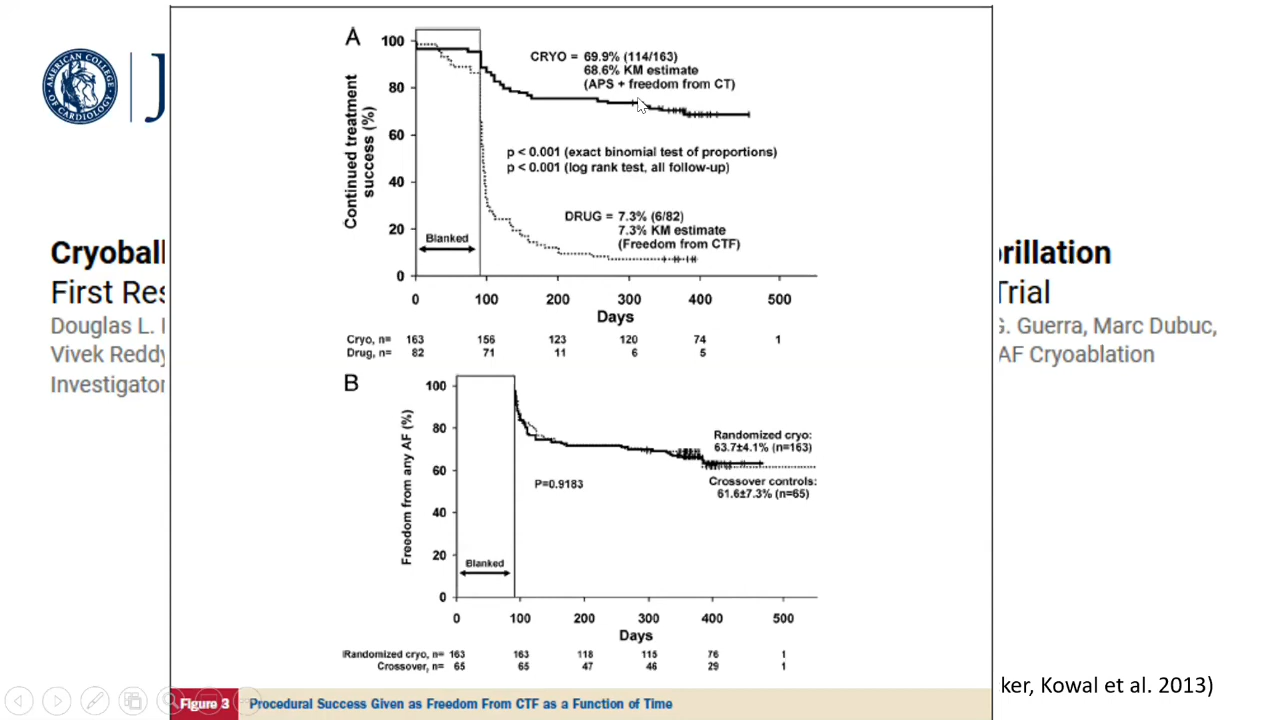 AMERICAN COLLEGE OF CARDIOLOGY
J
Cryoball
First Res
Douglas L.
Vivek Reddy
Investigator
rillation
Trial
G. Guerra, Marc Dubuc,
AF Cryoablation
ker, Kowal et al. 2013)
A
Continued treatment
success (%)
100
80
60
40
20
0
CRYO = 69.9% (114/163)
68.6% KM estimate
(APS + freedom from CT)
p < 0.001 (exact binomial test of proportions)
p < 0.001 (log rank test, all follow-up)
DRUG = 7.3% (6/82)
7.3% KM estimate
(Freedom from CTF)
Blanked
0 100 200 300 400 500
Days
Cryo, n= 163 156 123 120 74 1
Drug, n= 82 71 11 6 5
B
Freedom from any AF (%)
100
80
60
40
20
0
Randomized cryo:
63.7±4.1% (n=163)
P=0.9183
Crossover controls:
61.6±7.3% (n=65)
Blanked
0 100 200 300 400 500
Days
Randomized cryo, n= 163 163 118 115 76 1
Crossover, n= 65 65 47 46 29 1
Figure 3 Procedural Success Given as Freedom From CTF as a Function of Time